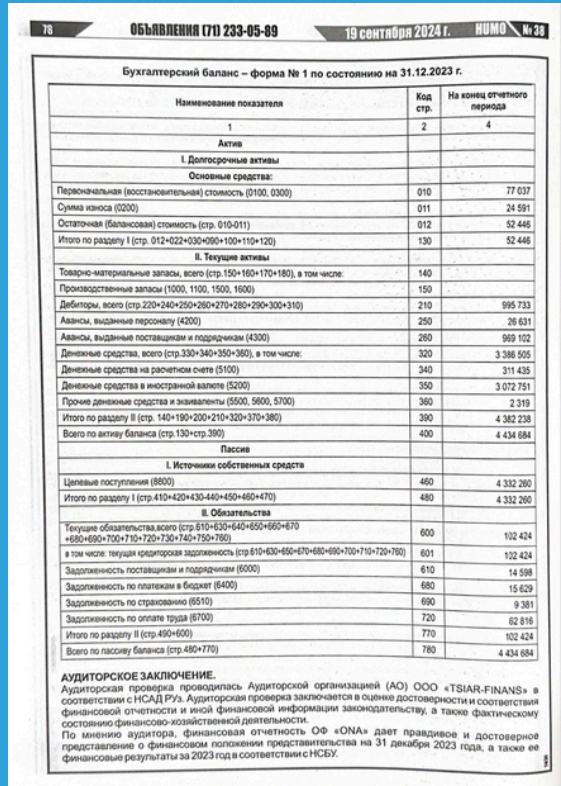 78
ОБЪЯВЛЕНИЯ (71) 233-05-89
19 сентября 2024 г.
HUMO
№ 38
Бухгалтерский баланс – форма № 1 по состоянию на 31.12.2023 г.
Наименование показателя Код стр. На конец отчетного периода
1 2 4
Актив
I. Долгосрочные активы
Основные средства:
Первоначальная (восстановительная) стоимость (0100, 0300) 010 77 037
Сумма износа (0200) 011 24 591
Остаточная (балансовая) стоимость (стр. 010-011) 012 52 446
Итого по разделу I (стр. 012+022+030+090+100+110+120) 130 52 446
II. Текущие активы
Товарно-материальные запасы, всего (стр.150+160+170+180), в том числе: 140
Производственные запасы (1000, 1100, 1500, 1600) 150
Дебиторы, всего (стр.220+240+250+260+270+280+290+300+310) 210 995 733
Авансы, выданные персоналу (4200) 250 26 631
Авансы, выданные поставщикам и подрядчикам (4300) 260 969 102
Денежные средства, всего (стр.330+340+350+360), в том числе: 320 3 386 505
Денежные средства на расчетном счете (5100) 340 311 435
Денежные средства в иностранной валюте (5200) 350 3 072 751
Прочие денежные средства и эквиваленты (5500, 5600, 5700) 360 2 319
Итого по разделу II (стр. 140+190+200+210+320+370+380) 390 4 382 238
Всего по активу баланса (стр.130+стр.390) 400 4 434 684
Пассив
I. Источники собственных средств
Целевые поступления (8800) 460 4 332 260
Итого по разделу I (стр.410+420+430-440+450+460+470) 480 4 332 260
II. Обязательства
Текущие обязательства,всего (стр.610+630+640+650+660+670
+680+690+700+710+720+730+740+750+760) 600 102 424
в том числе: текущая кредиторская задолженность (стр.610+630+650+670+680+690+700+710+720+760) 601 102 424
Задолженность поставщикам и подрядчикам (6000) 610 14 598
Задолженность по платежам в бюджет (6400) 680 15 629
Задолженность по страхованию (6510) 690 9 381
Задолженность по оплате труда (6700) 720 62 816
Итого по разделу II (стр.490+600) 770 102 424
Всего по пассиву баланса (стр.480+770) 780 4 434 684
АУДИТОРСКОЕ ЗАКЛЮЧЕНИЕ.
Аудиторская проверка проводилась Аудиторской организацией (АО) ООО «TSIAR-FINANS» в
соответствии с НСАД РУз. Аудиторская проверка заключается в оценке достоверности и соответствия
финансовой отчетности и иной финансовой информации законодательству, а также фактическому
состоянию финансово-хозяйственной деятельности.
По мнению аудитора, финансовая отчетность ОФ «ONA» дает правдивое и достоверное
представление о финансовом положении представительства на 31 декабря 2023 года, а также ее
финансовые результаты за 2023 год в соответствии с НСБУ.